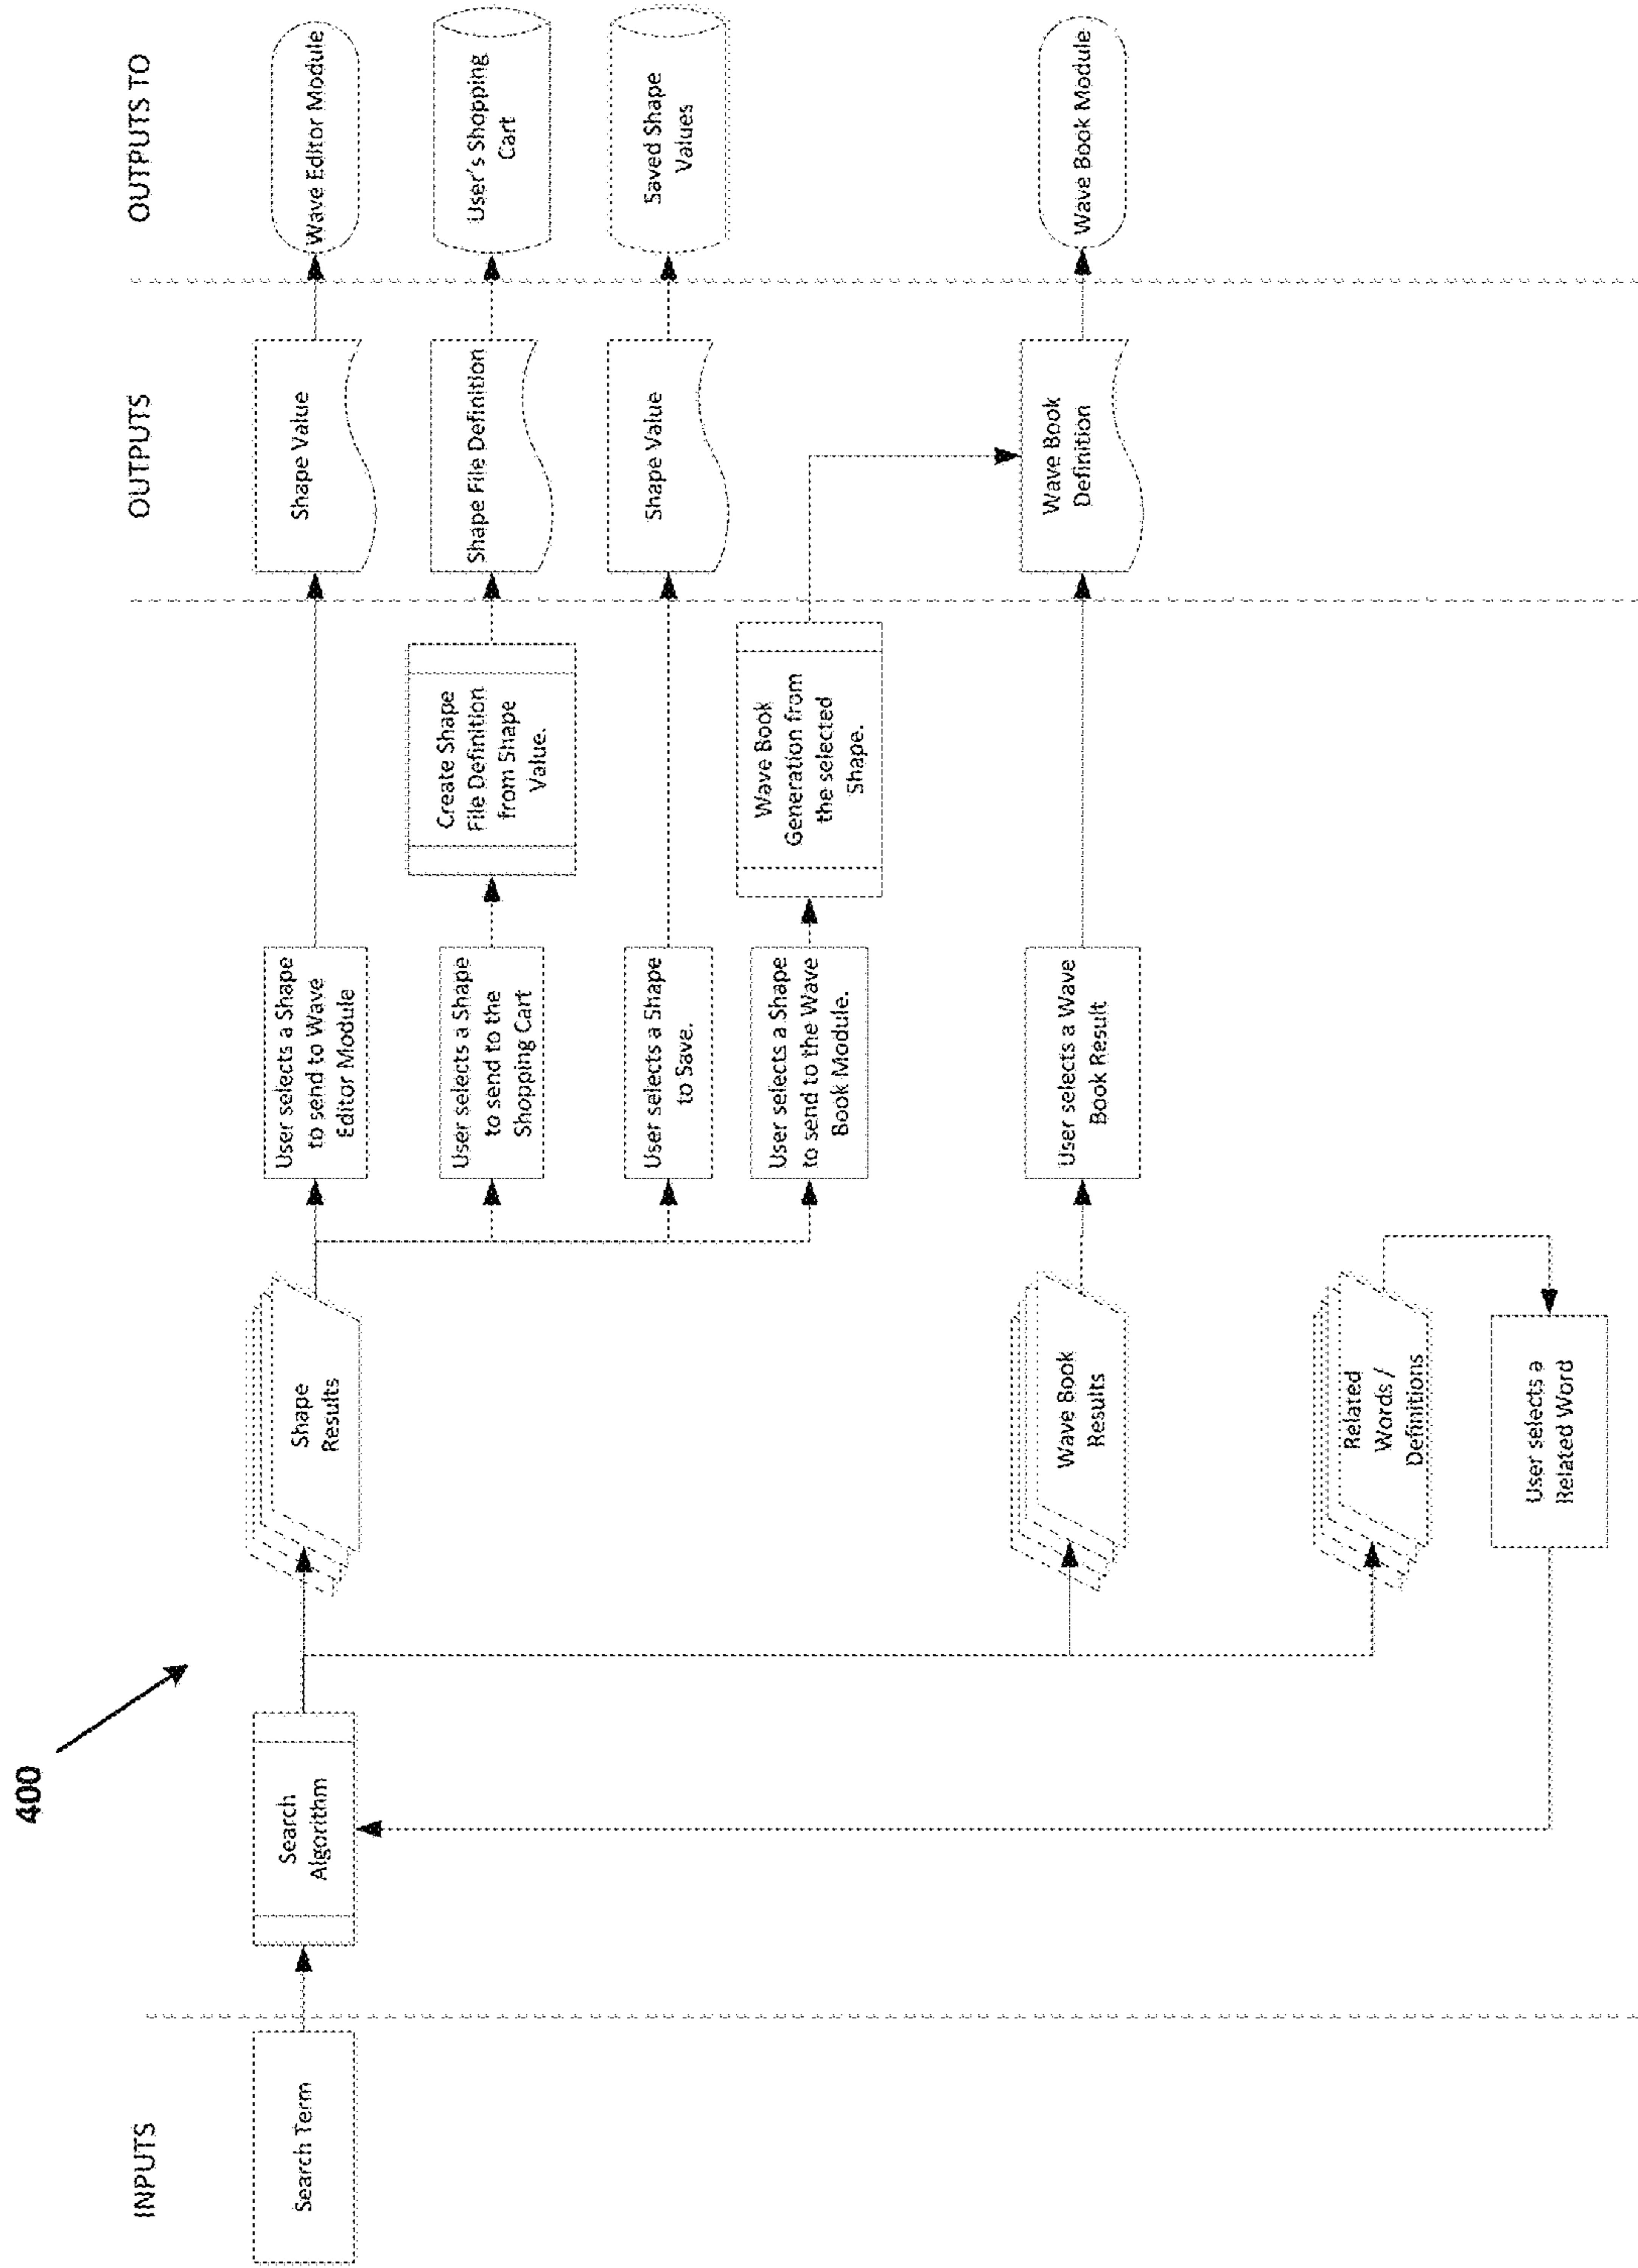 400
INPUTS
OUTPUTS
OUTPUTS TO
Search Term
Search
Algorithm
Shape
Results
User selects a Shape
to send to Wave
Editor Module
Shape Value
Wave Editor Module
User selects a Shape
to send to the
Shopping Cart
Create Shape
File Definition
from Shape
Value.
Shape File Definition
User's Shopping
Cart
User selects a Shape
to Save.
Shape Value
Saved Shape
Values
User selects a Shape
to send to the Wave
Book Module.
Wave Book
Generation from
the selected
Shape.
Wave Book
Results
User selects a Wave
Book Result
Wave Book
Definition
Wave Book Module
Related
Words /
Definitions
User selects a
Related Word